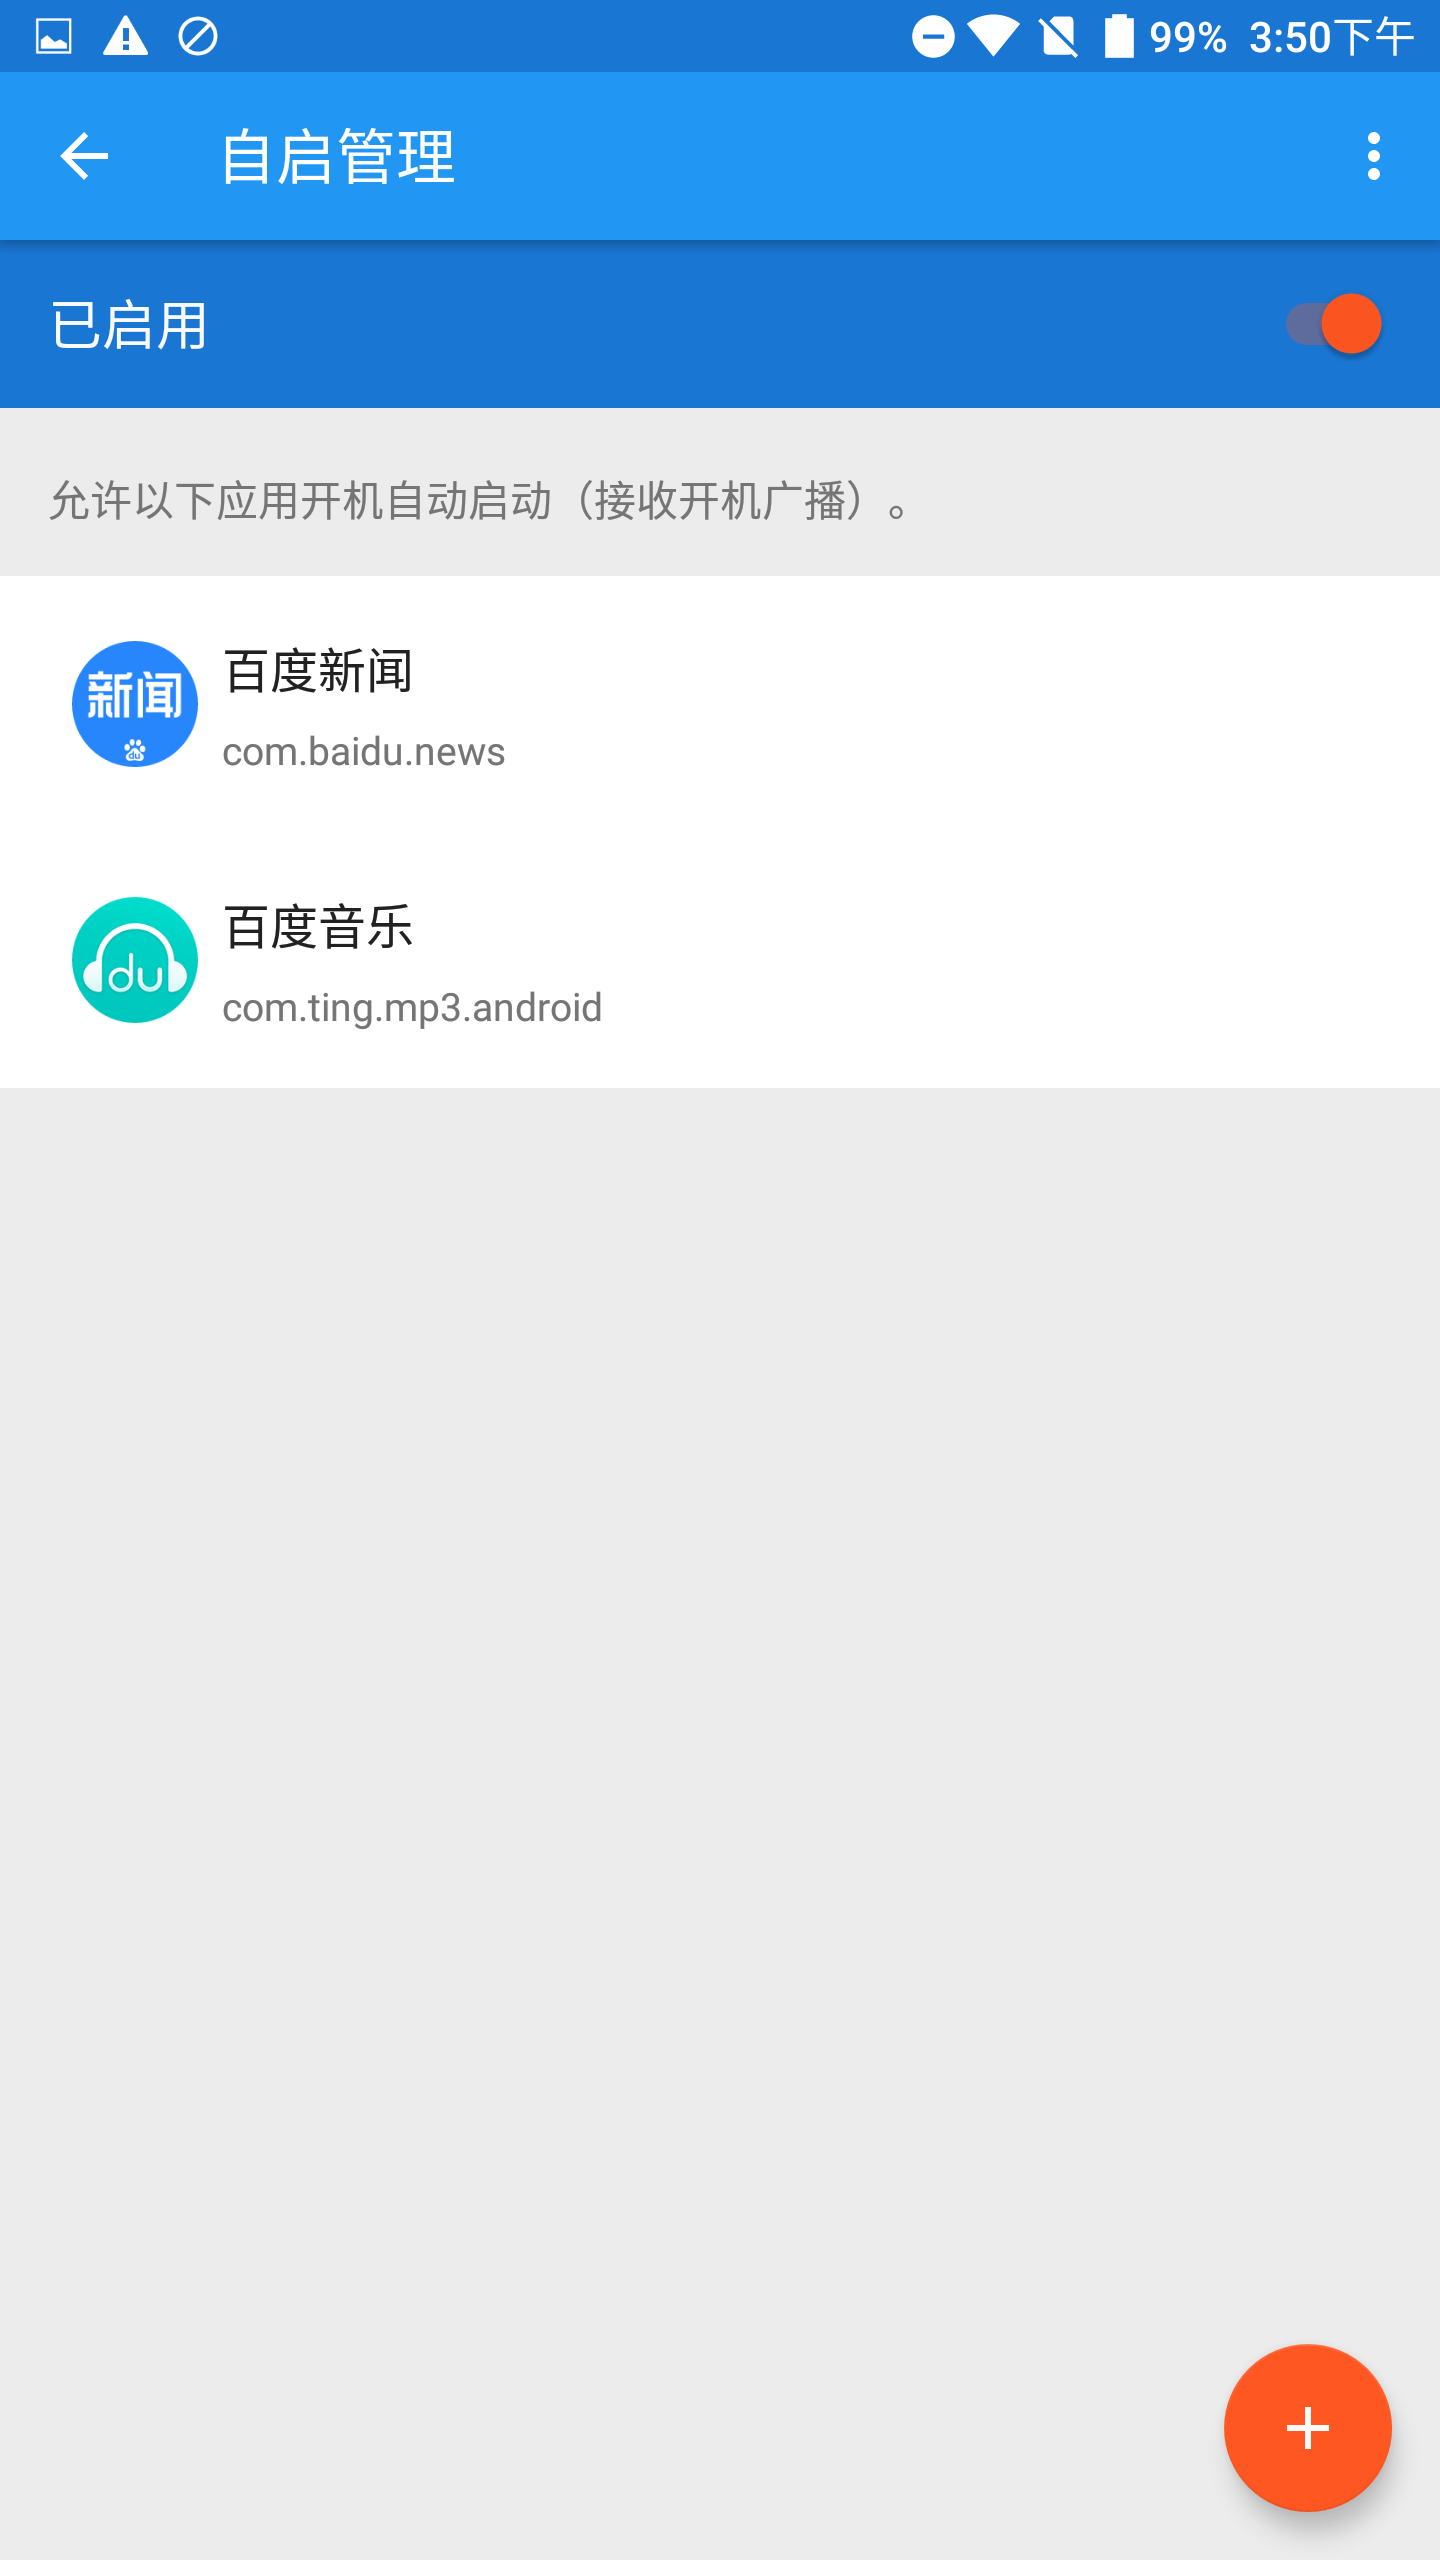 99% 3:50下午
自启管理
已启用
允许以下应用开机自动启动（接收开机广播）。
新闻
du
百度新闻
com.baidu.news
du
百度音乐
com.ting.mp3.android